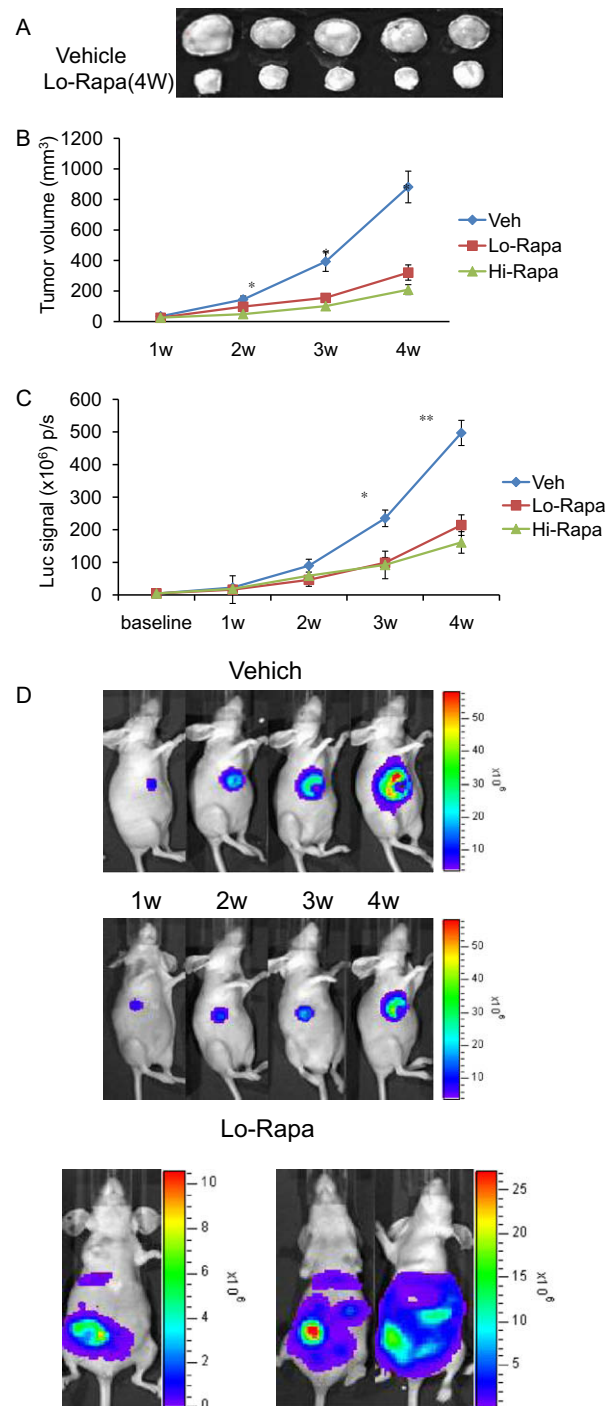 A
Vehicle
Lo-Rapa(4W)
B
Tumor volume (mm³)
1200
1000
800
600
400
200
0
*
*
*
1w 2w 3w 4w
Veh
Lo-Rapa
Hi-Rapa
C
Luc signal (x10⁶) p/s
600
500
400
300
200
100
0
*
**
baseline 1w 2w 3w 4w
Veh
Lo-Rapa
Hi-Rapa
Vehich
D
50
40
30
20
10
x10⁶
1w 2w 3w 4w
50
40
30
20
10
x10⁶
Lo-Rapa
10
8
6
4
2
0
x10⁶
25
20
15
10
5
x10⁶